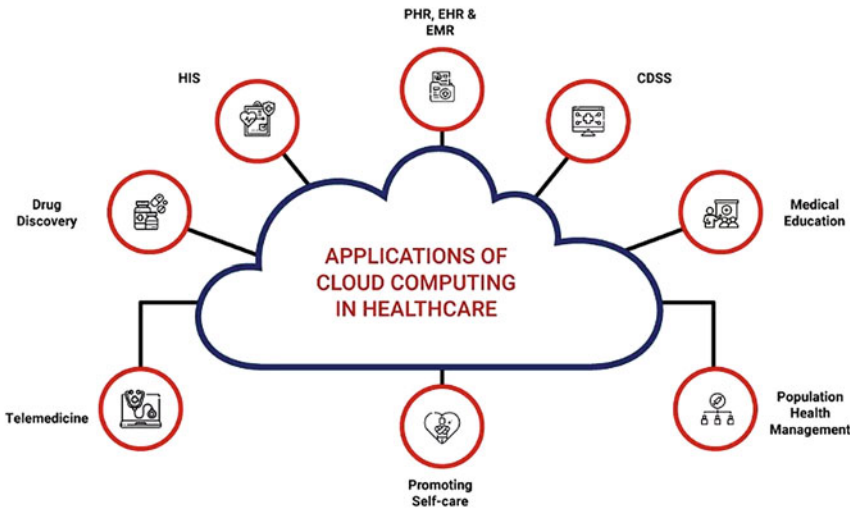 PHR, EHR &
EMR
HIS
CDSS
Drug
Discovery
Medical
Education
APPLICATIONS OF
CLOUD COMPUTING
IN HEALTHCARE
Telemedicine
Population
Health
Management
Promoting
Self-care